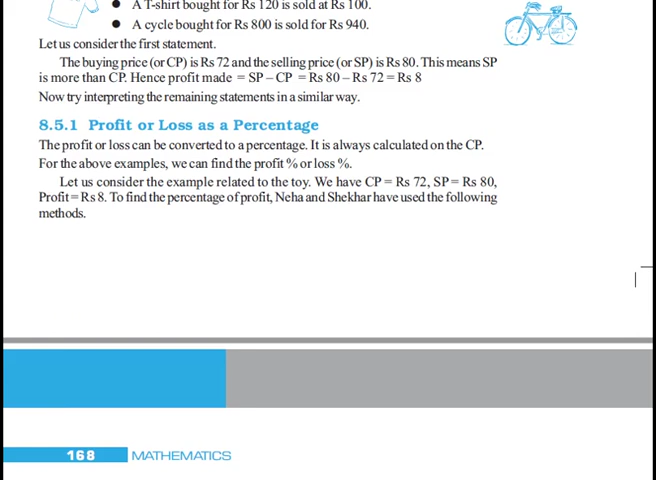 ● A T-shirt bought for Rs 120 is sold at Rs 100.
● A cycle bought for Rs 800 is sold for Rs 940.
Let us consider the first statement.
The buying price (or CP) is Rs 72 and the selling price (or SP) is Rs 80. This means SP
is more than CP. Hence profit made = SP – CP = Rs 80 – Rs 72 = Rs 8
Now try interpreting the remaining statements in a similar way.
8.5.1 Profit or Loss as a Percentage
The profit or loss can be converted to a percentage. It is always calculated on the CP.
For the above examples, we can find the profit % or loss %.
Let us consider the example related to the toy. We have CP = Rs 72, SP = Rs 80,
Profit = Rs 8. To find the percentage of profit, Neha and Shekhar have used the following
methods.
168 MATHEMATICS